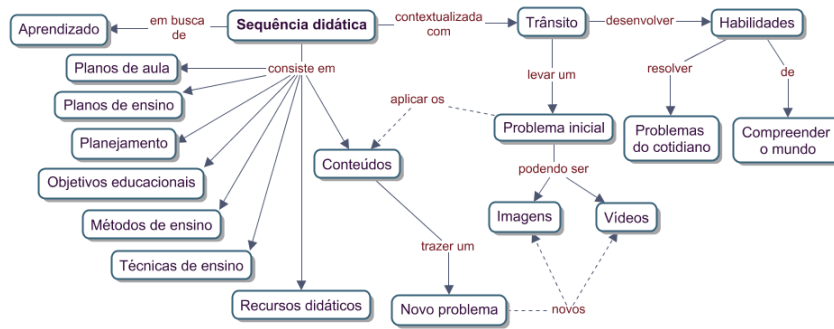 Aprendizado
em busca
de
Sequência didática
contextualizada
com
Trânsito
desenvolver
Habilidades
Planos de aula
consiste em
levar um
resolver
de
Planos de ensino
aplicar os
Problema inicial
Problemas
do cotidiano
Compreender
o mundo
Planejamento
Conteúdos
podendo ser
Objetivos educacionais
Imagens
Vídeos
Métodos de ensino
trazer um
Técnicas de ensino
Recursos didáticos
Novo problema
novos